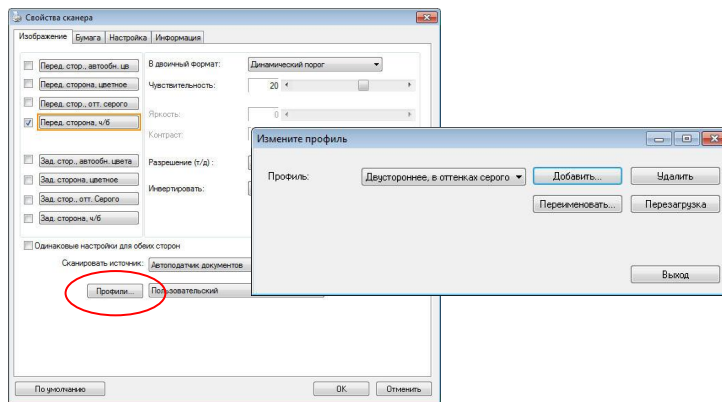 Свойства сканера
Изображение Бумага Настройка Информация
Перед. стор., автообн. цв
В двоичный формат: Динамический порог
Перед. сторона, цветное
Чувствительность: 20
Перед. стор., отт. серого
Яркость: 0
Перед. сторона, ч/б
Контраст:
Зад. стор., автообн. цвета
Разрешение (т/д) :
Зад. сторона, цветное
Инвертировать:
Зад. стор., отт. Серого
Зад. сторона, ч/б
Одинаковые настройки для обеих сторон
Сканировать источник: Автоподатчик документов
Профили... Пользовательский
По умолчанию OK Отменить
Измените профиль
Профиль: Двустороннее, в оттенках серого Добавить... Удалить
Переименовать... Перезагрузка
Выход